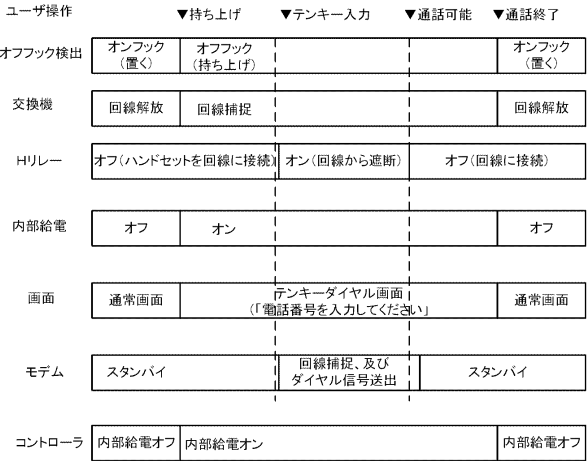 ユーザ操作 ▼持ち上げ ▼テンキー入力 ▼通話可能 ▼通話終了
オフフック検出 オンフック オフフック オンフック
(置く) (持ち上げ) (置く)
交換機 回線解放 回線捕捉 回線解放
Hリレー オフ(ハンドセットを回線に接続) オン(回線から遮断) オフ(回線に接続)
内部給電 オフ オン オフ
画面 通常画面 テンキーダイヤル画面 通常画面
(「電話番号を入力してください」
モデム スタンバイ 回線捕捉、及び スタンバイ
ダイヤル信号送出
コントローラ 内部給電オフ 内部給電オン 内部給電オフ